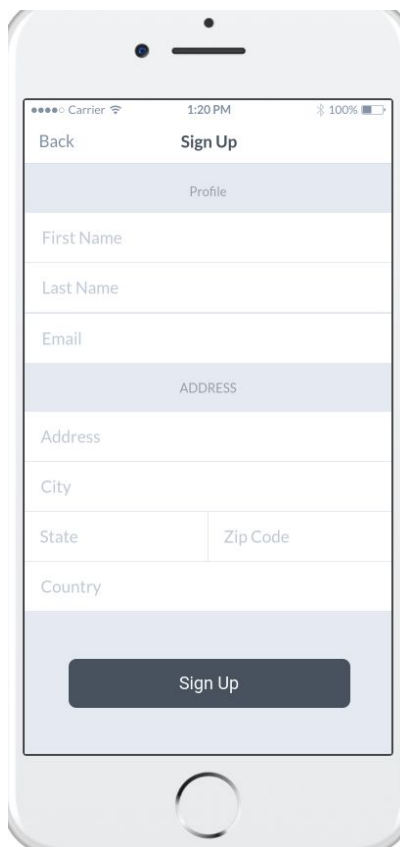 Carrier 1:20 PM 100%
Back Sign Up
Profile
First Name
Last Name
Email
ADDRESS
Address
City
State Zip Code
Country
Sign Up